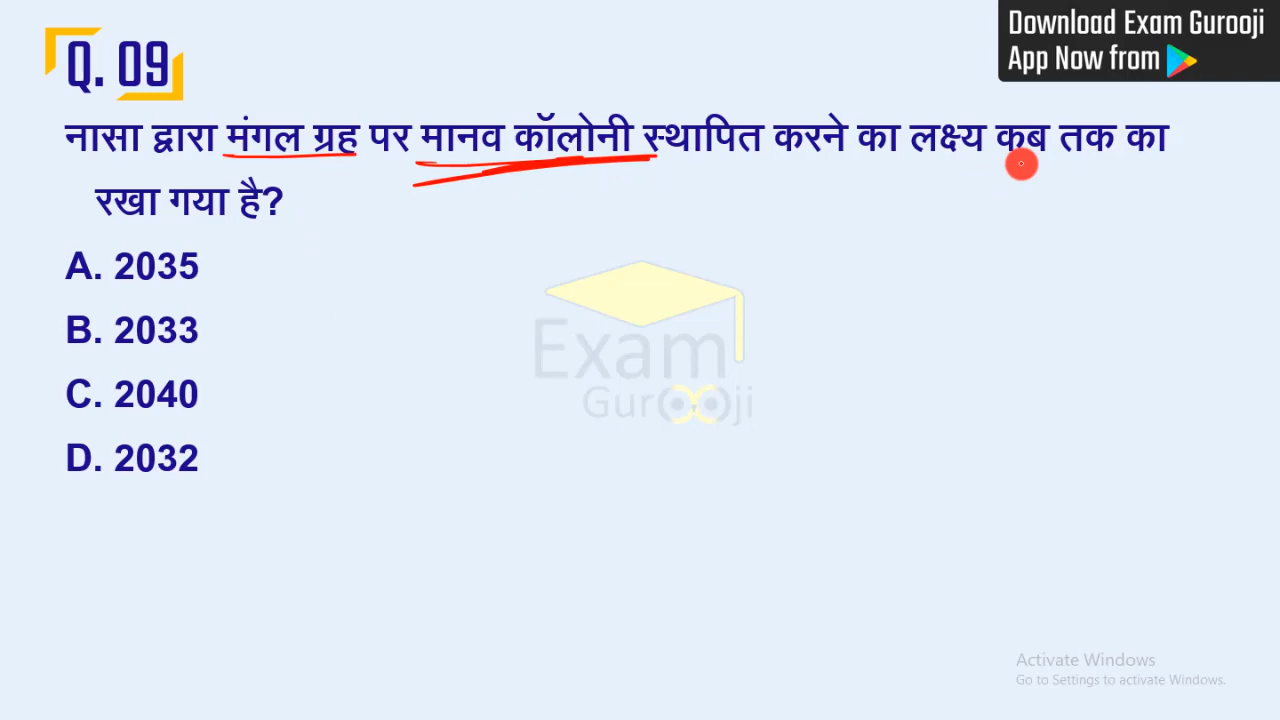 Download Exam Gurooji
App Now from
Q. 09
नासा द्वारा मंगल ग्रह पर मानव कॉलोनी स्थापित करने का लक्ष्य कब तक का
रखा गया है?
A. 2035
B. 2033
C. 2040
D. 2032
Exam
Gurooji
Activate Windows
Go to Settings to activate Windows.